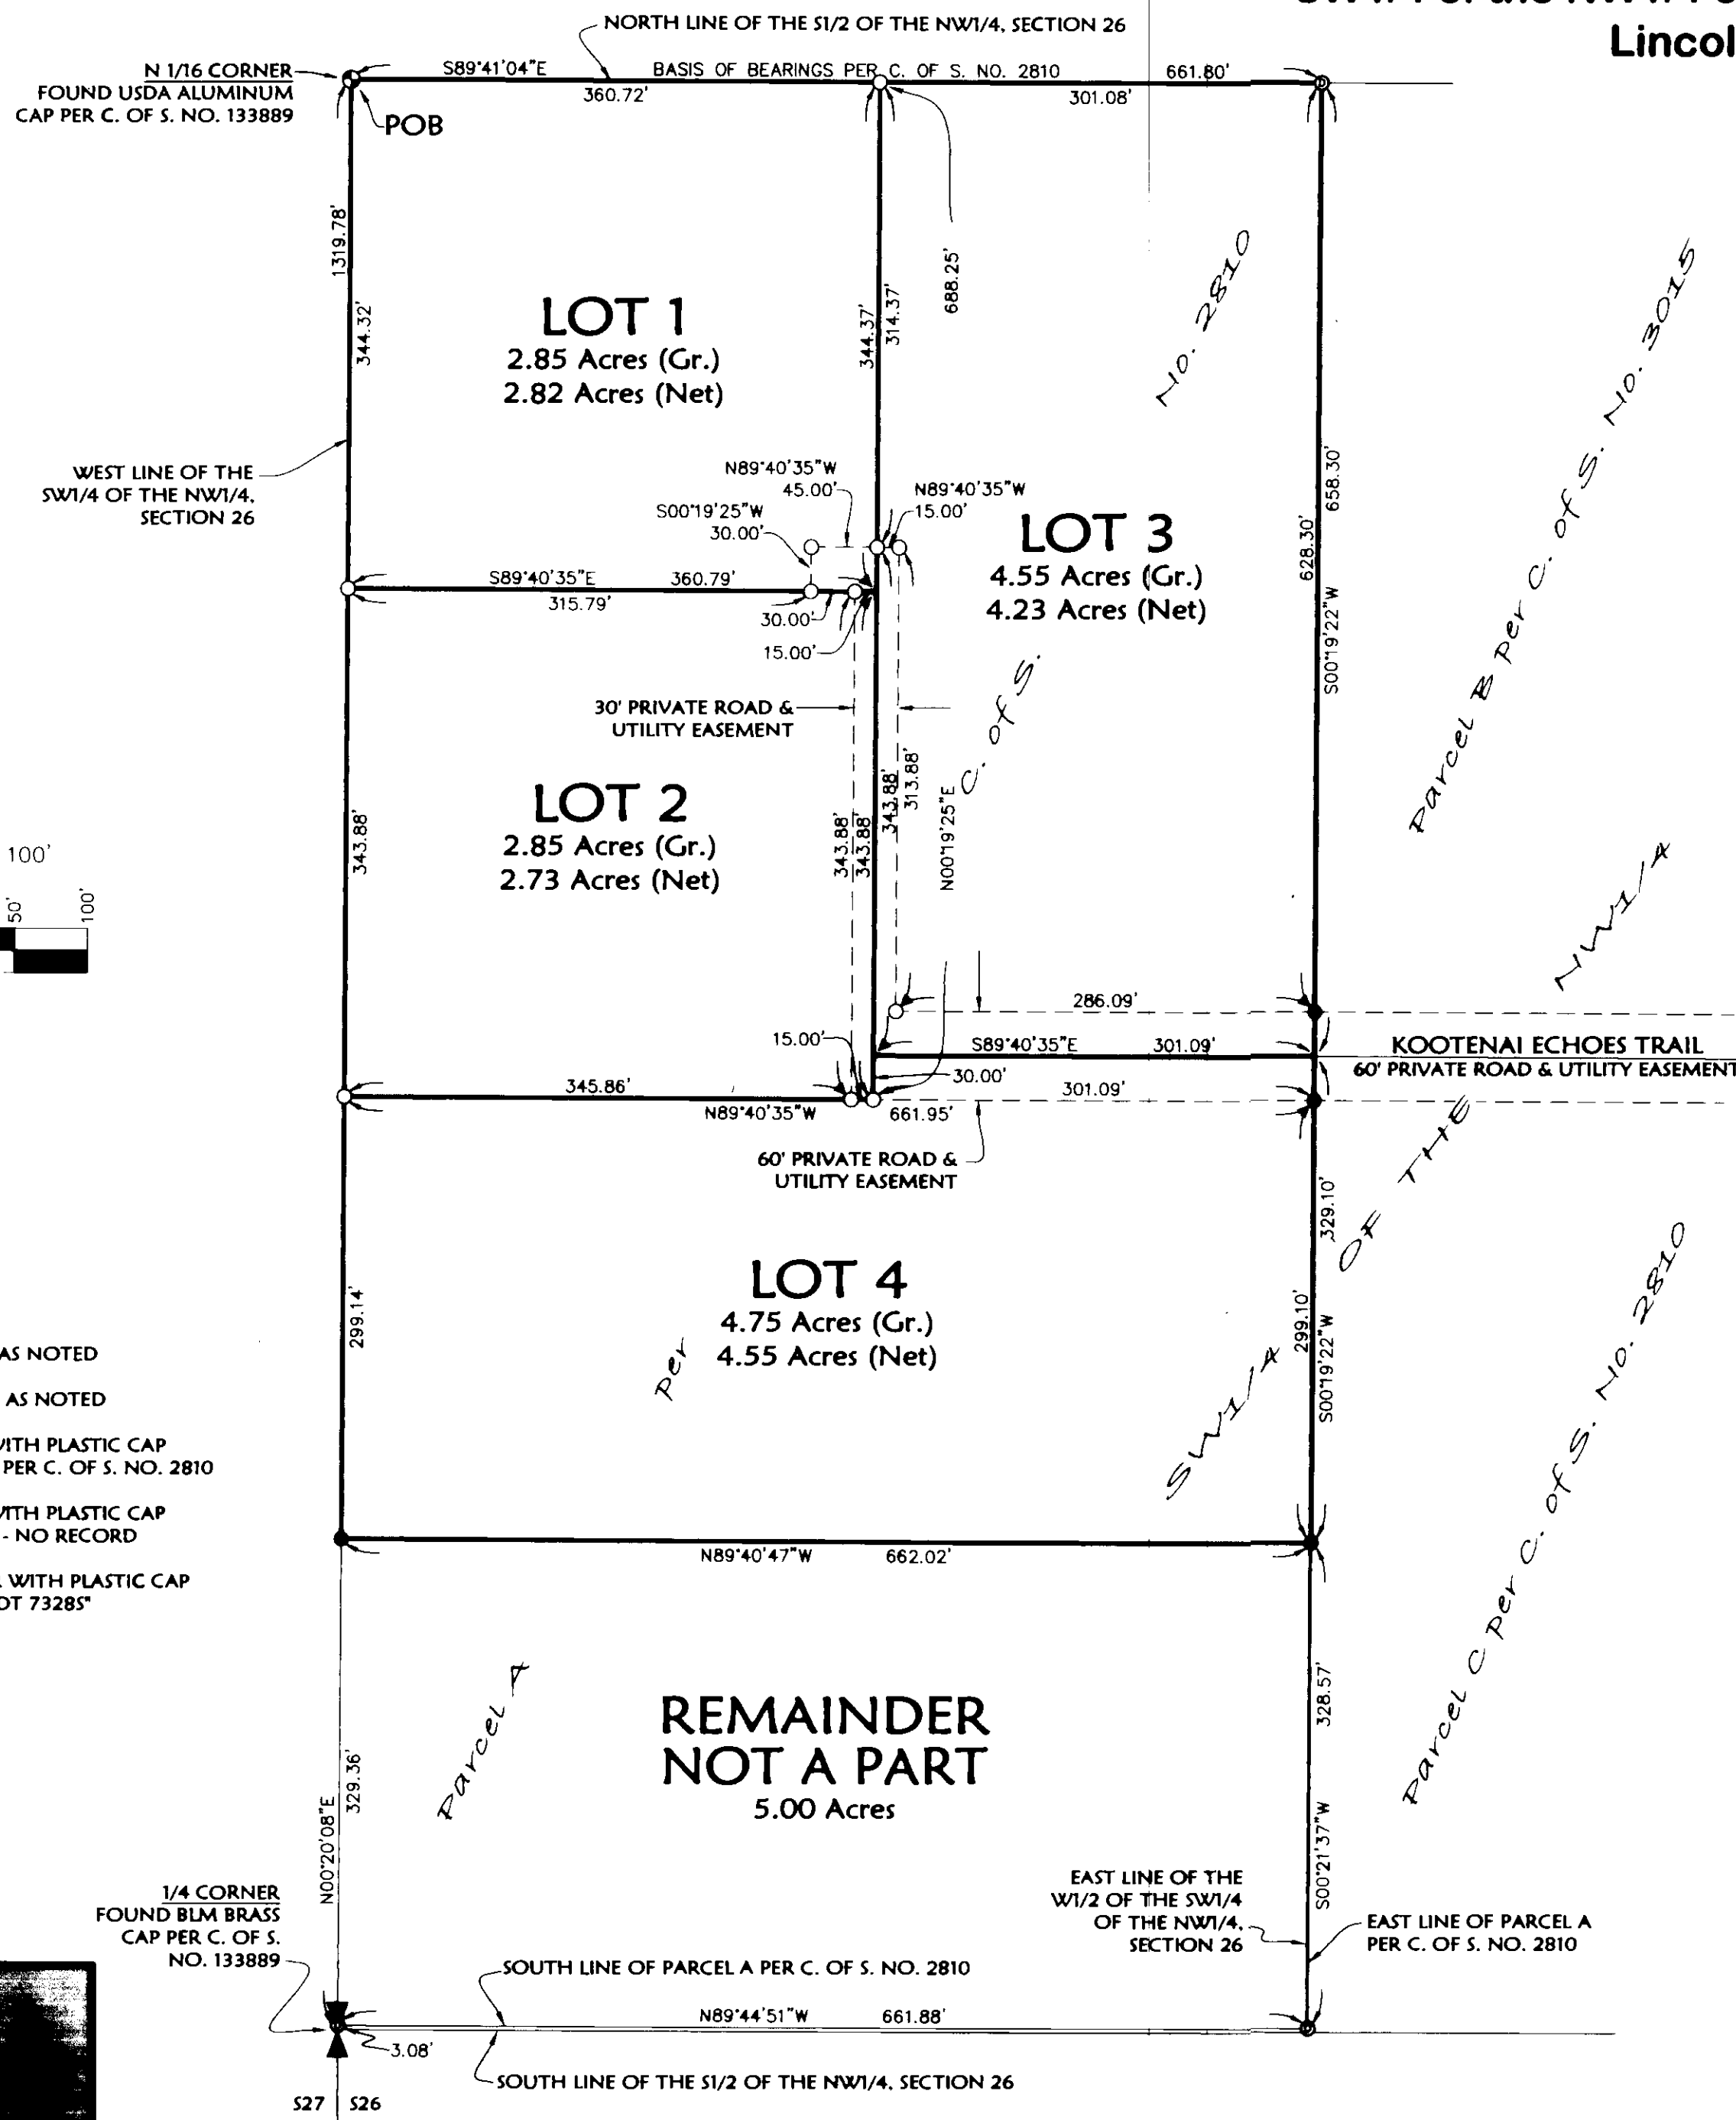 Lincol
NORTH LINE OF THE S1/2 OF THE NW1/4, SECTION 26
N 1/16 CORNER
FOUND USDA ALUMINUM
CAP PER C. OF S. NO. 133889
S89°41'04"E
BASIS OF BEARINGS PER C. OF S. NO. 2810
661.80'
360.72'
301.08'
POB
1319.78'
344.32'
LOT 1
2.85 Acres (Gr.)
2.82 Acres (Net)
344.37'
314.37'
688.25'
No. 2810
Parcel B per C. of S. No. 3015
WEST LINE OF THE
SW1/4 OF THE NW1/4,
SECTION 26
N89°40'35"W
45.00'
S00°19'25"W
30.00'
N89°40'35"W
15.00'
LOT 3
4.55 Acres (Gr.)
4.23 Acres (Net)
658.30'
628.30'
S00°19'22"W
S89°40'35"E
360.79'
315.79'
30.00'
15.00'
C. of S.
30' PRIVATE ROAD &
UTILITY EASEMENT
LOT 2
2.85 Acres (Gr.)
2.73 Acres (Net)
343.88'
343.88'
343.88'
343.88'
313.88'
N00°19'25"E
NW1/4
100'
50'
100'
286.09'
15.00'
S89°40'35"E
301.09'
KOOTENAI ECHOES TRAIL
60' PRIVATE ROAD & UTILITY EASEMENT
30.00'
345.86'
301.09'
N89°40'35"W
661.95'
60' PRIVATE ROAD &
UTILITY EASEMENT
OF THE
329.10'
LOT 4
4.75 Acres (Gr.)
4.55 Acres (Net)
299.14'
299.10'
S00°19'22"W
per
SW1/4
Parcel C per C. of S. No. 2810
AS NOTED
AS NOTED
WITH PLASTIC CAP
PER C. OF S. NO. 2810
WITH PLASTIC CAP
- NO RECORD
WITH PLASTIC CAP
OT 7328S"
N89°40'47"W
662.02'
Parcel A
REMAINDER
NOT A PART
5.00 Acres
N00°20'08"E
329.36'
328.57'
S00°21'37"W
1/4 CORNER
FOUND BLM BRASS
CAP PER C. OF S.
NO. 133889
EAST LINE OF THE
W1/2 OF THE SW1/4
OF THE NW1/4,
SECTION 26
EAST LINE OF PARCEL A
PER C. OF S. NO. 2810
SOUTH LINE OF PARCEL A PER C. OF S. NO. 2810
N89°44'51"W
661.88'
3.08'
SOUTH LINE OF THE S1/2 OF THE NW1/4, SECTION 26
S27
S26